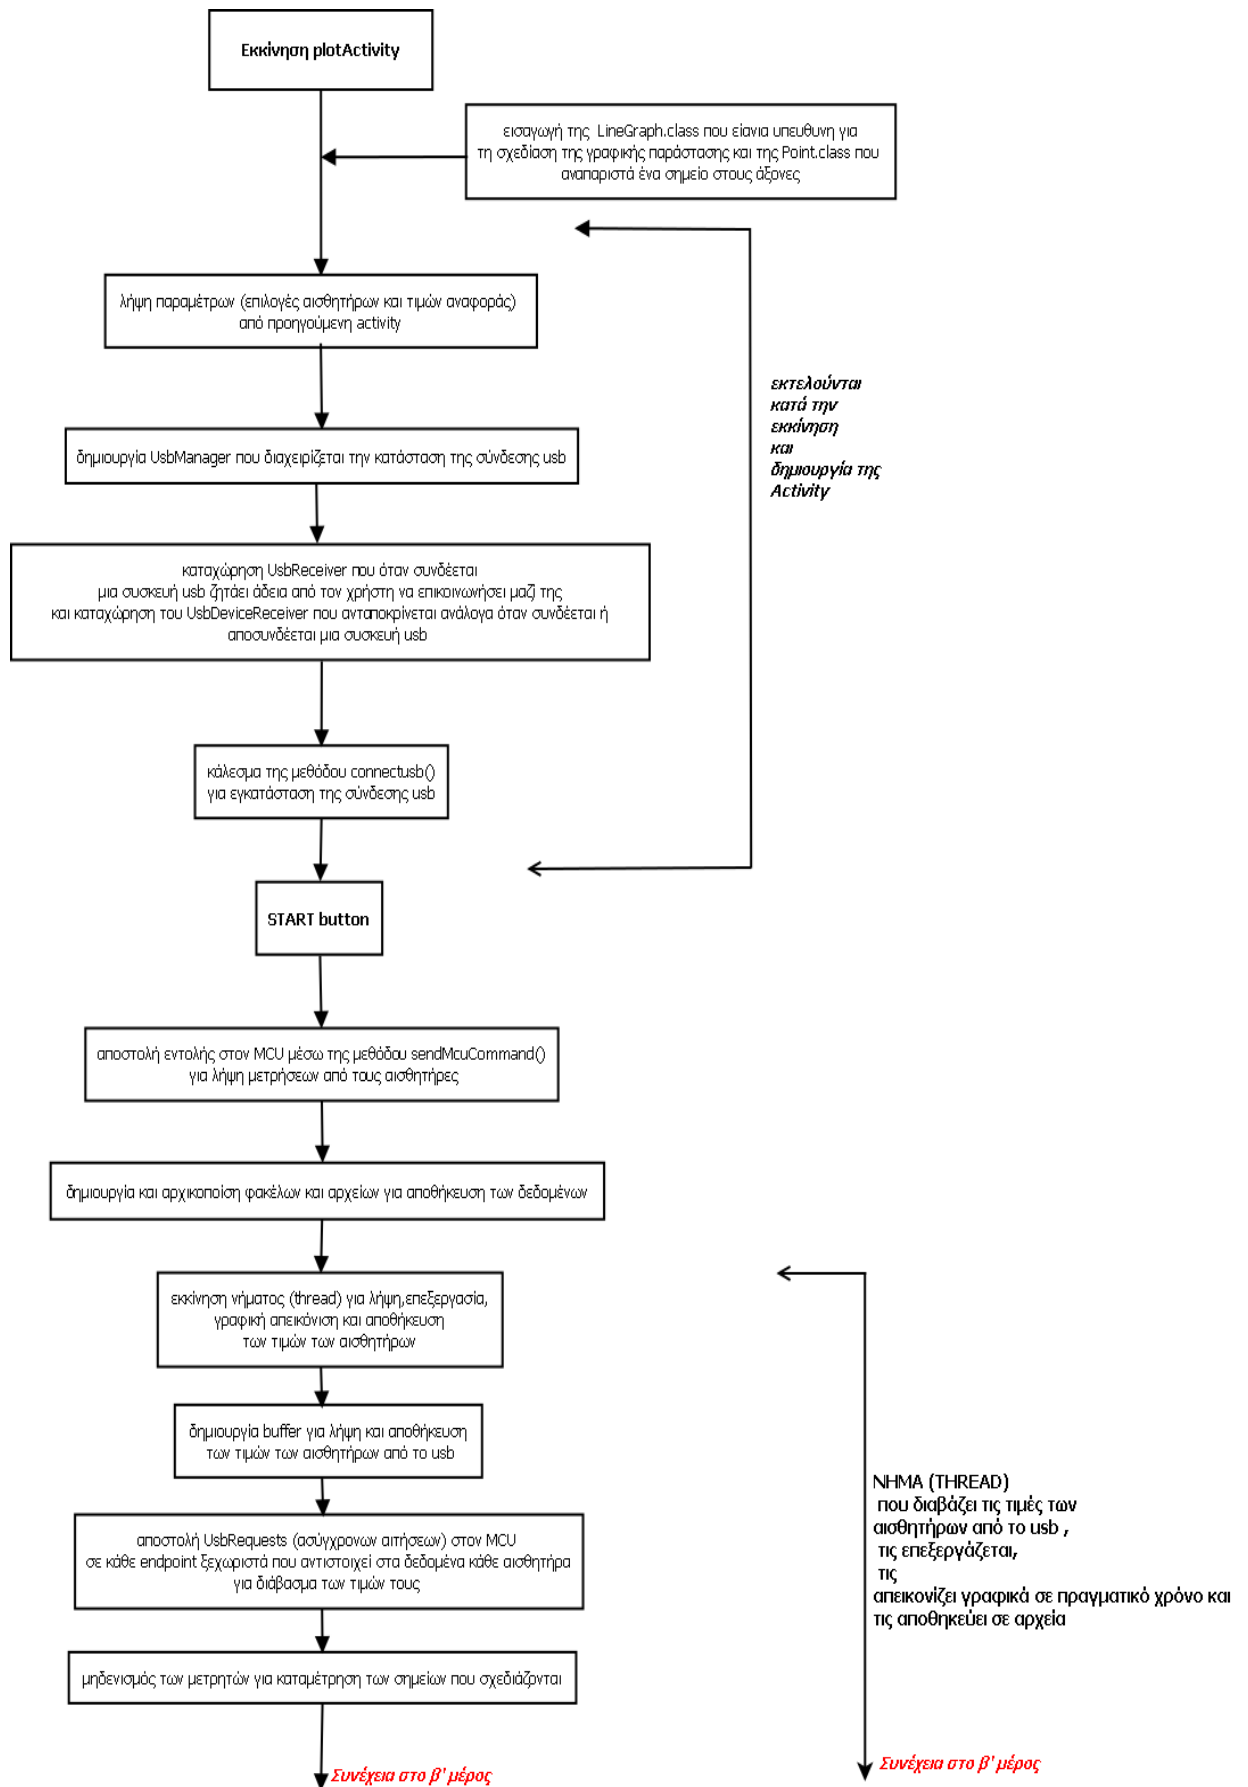 Εκκίνηση plotActivity
εισαγωγή της LineGraph.class που είανια υπευθυνη για
τη σχεδίαση της γραφικής παράστασης και της Point.class που
αναπαριστά ένα σημείο στους άξονες
λήψη παραμέτρων (επιλογές αισθητήρων και τιμών αναφοράς)
από προηγούμενη activity
εκτελούνται
κατά την
εκκίνηση
και
δημιουργία της
Activity
δημιουργία UsbManager που διαχειρίζεται την κατάσταση της σύνδεσης usb
καταχώρηση UsbReceiver που όταν συνδέεται
μια συσκευή usb ζητάει άδεια από τον χρήστη να επικοινωνήσει μαζί της
και καταχώρηση του UsbDeviceReceiver που ανταποκρίνεται ανάλογα όταν συνδέεται ή
αποσυνδέεται μια συσκευή usb
κάλεσμα της μεθόδου connectusb()
για εγκατάσταση της σύνδεσης usb
START button
αποστολή εντολής στον MCU μέσω της μεθόδου sendMcuCommand()
για λήψη μετρήσεων από τους αισθητήρες
δημιουργία και αρχικοποίση φακέλων και αρχείων για αποθήκευση των δεδομένων
εκκίνηση νήματος (thread) για λήψη,επεξεργασία,
γραφική απεικόνιση και αποθήκευση
των τιμών των αισθητήρων
δημιουργία buffer για λήψη και αποθήκευση
των τιμών των αισθητήρων από το usb
ΝΗΜΑ (THREAD)
που διαβάζει τις τιμές των
αισθητήρων από το usb ,
τις επεξεργάζεται,
τις
απεικονίζει γραφικά σε πραγματικό χρόνο και
τις αποθηκεύει σε αρχεία
αποστολή UsbRequests (ασύγχρονων αιτήσεων) στον MCU
σε κάθε endpoint ξεχωριστά που αντιστοιχεί στα δεδομένα κάθε αισθητήρα
για διάβασμα των τιμών τους
μηδενισμός των μετρητών για καταμέτρηση των σημείων που σχεδιάζονται
Συνέχεια στο β' μέρος
Συνέχεια στο β' μέρος